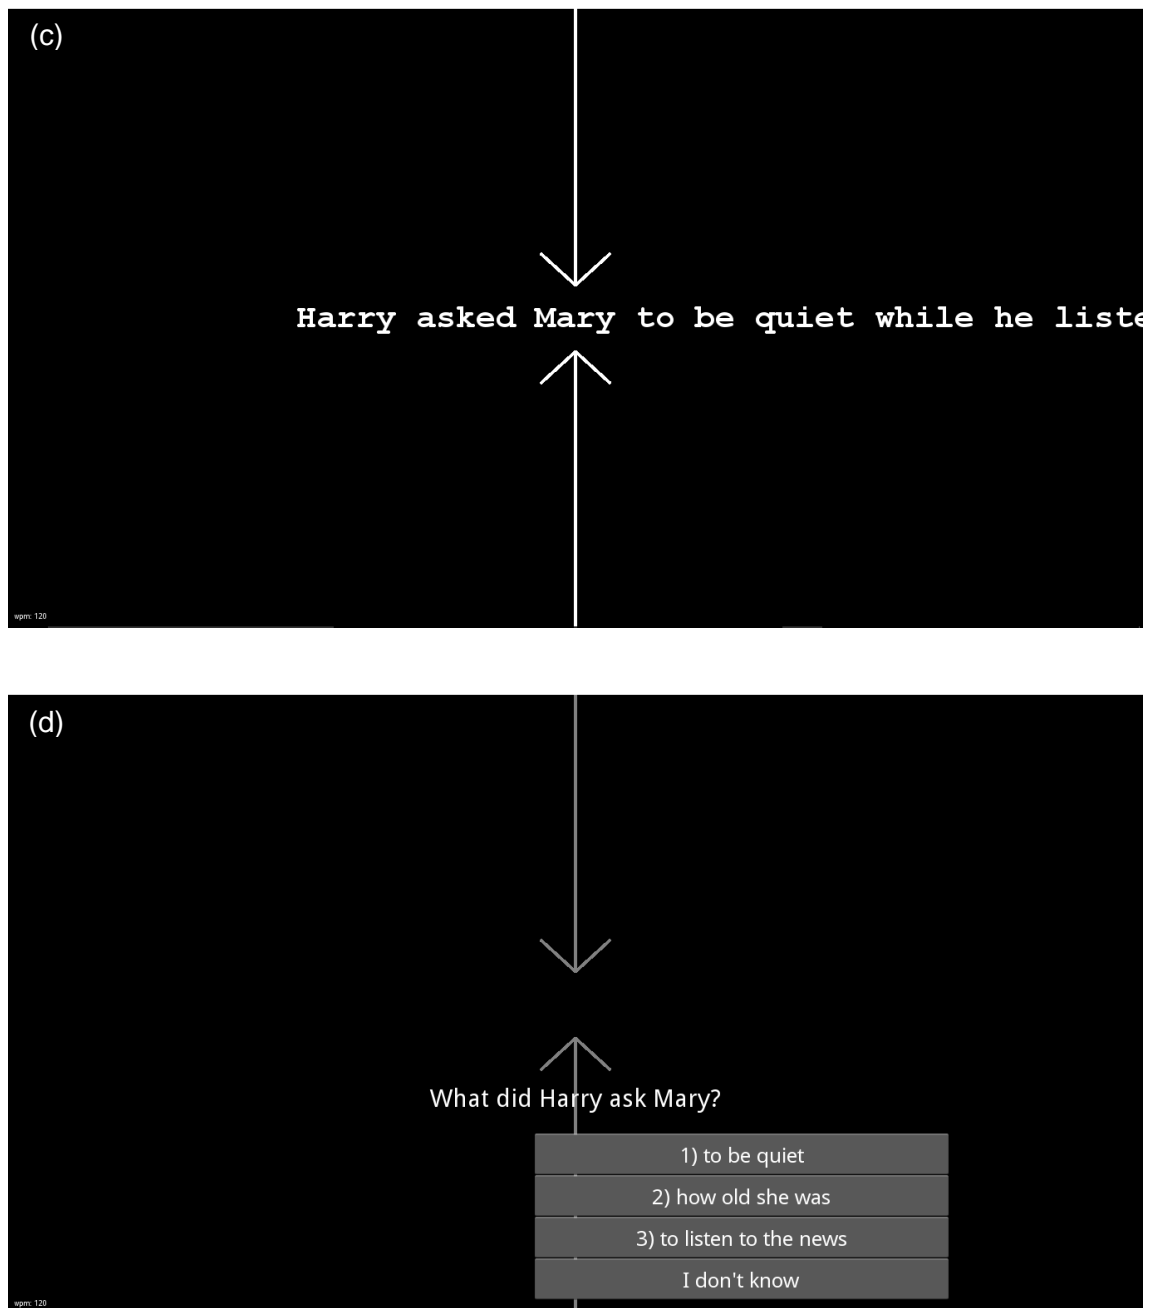 (c)
Harry asked Mary to be quiet while he liste
wpm: 120
(d)
What did Harry ask Mary?
1) to be quiet
2) how old she was
3) to listen to the news
I don't know
wpm: 120